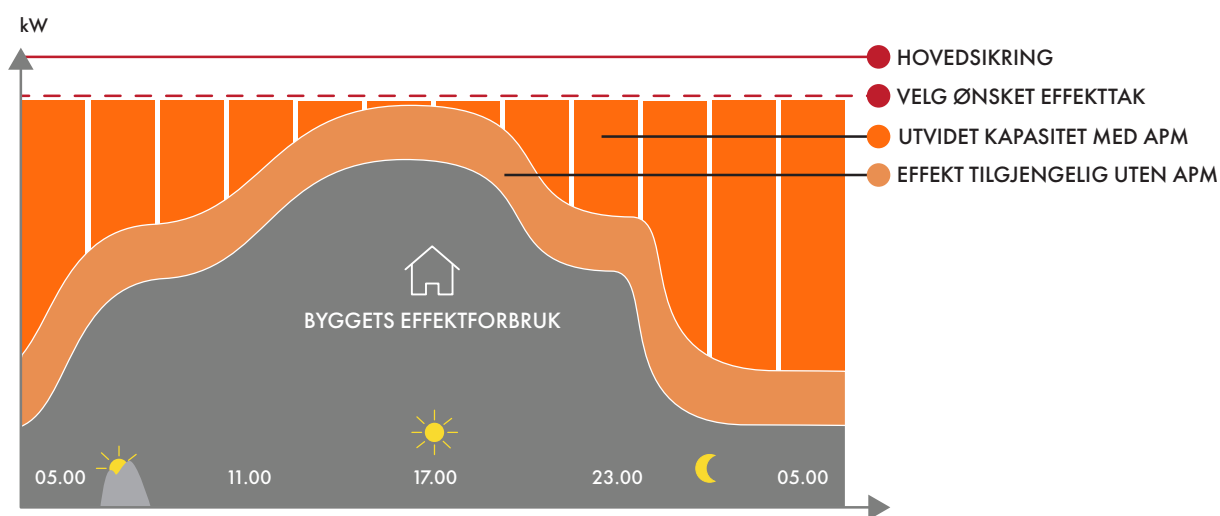 kW
HOVEDSIKRING
VELG ØNSKET EFFEKTTAK
UTVIDET KAPASITET MED APM
EFFEKT TILGJENGELIG UTEN APM
BYGGETS EFFEKTFORBRUK
05.00 11.00 17.00 23.00 05.00